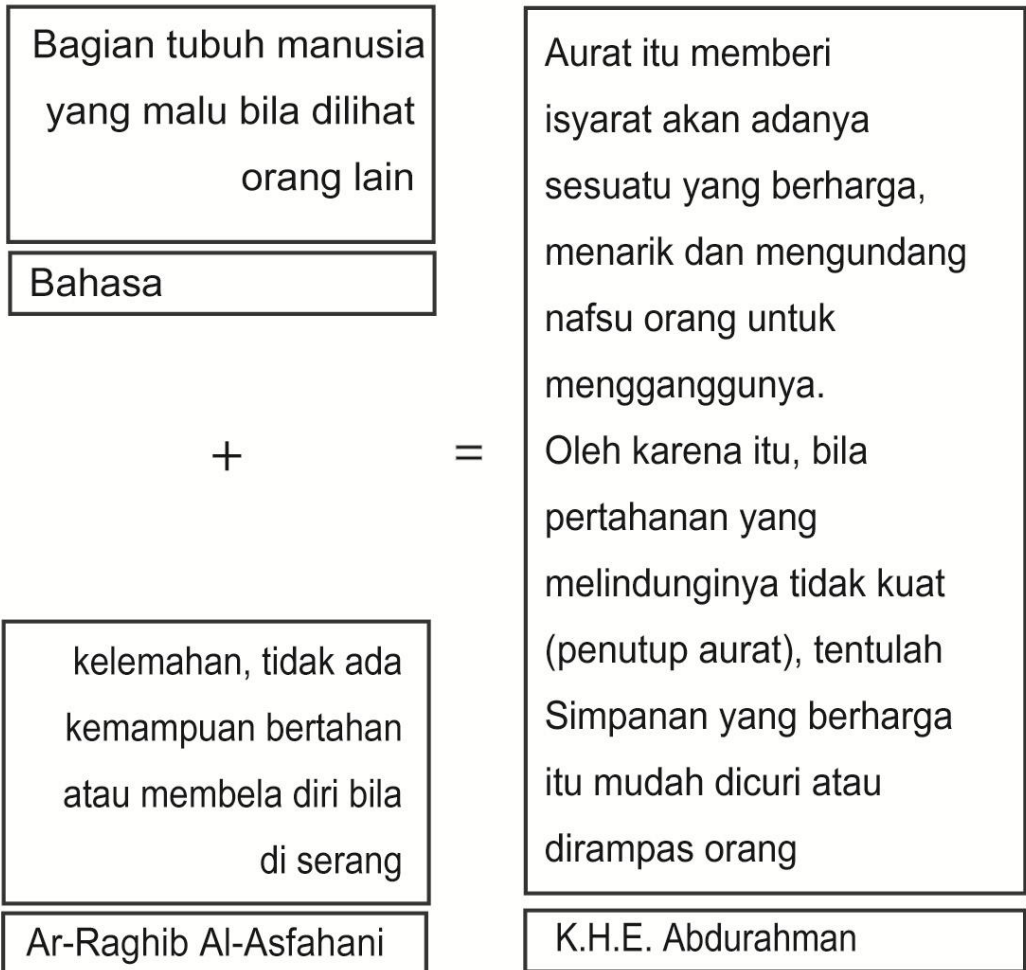 Bagian tubuh manusia
yang malu bila dilihat
orang lain
Bahasa
+
kelemahan, tidak ada
kemampuan bertahan
atau membela diri bila
di serang
Ar-Raghib Al-Asfahani
=
Aurat itu memberi
isyarat akan adanya
sesuatu yang berharga,
menarik dan mengundang
nafsu orang untuk
mengganggunya.
Oleh karena itu, bila
pertahanan yang
melindunginya tidak kuat
(penutup aurat), tentulah
Simpanan yang berharga
itu mudah dicuri atau
dirampas orang
K.H.E. Abdurahman